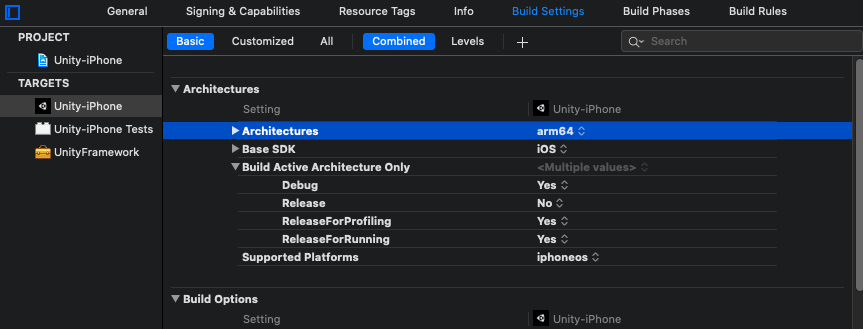 General Signing & Capabilities Resource Tags Info Build Settings Build Phases Build Rules
PROJECT
Unity-iPhone
TARGETS
Unity-iPhone
Unity-iPhone Tests
UnityFramework
Basic Customized All Combined Levels + Search
Architectures
Setting Unity-iPhone
Architectures arm64
Base SDK iOS
Build Active Architecture Only <Multiple values>
Debug Yes
Release No
ReleaseForProfiling Yes
ReleaseForRunning Yes
Supported Platforms iphoneos
Build Options
Setting Unity-iPhone